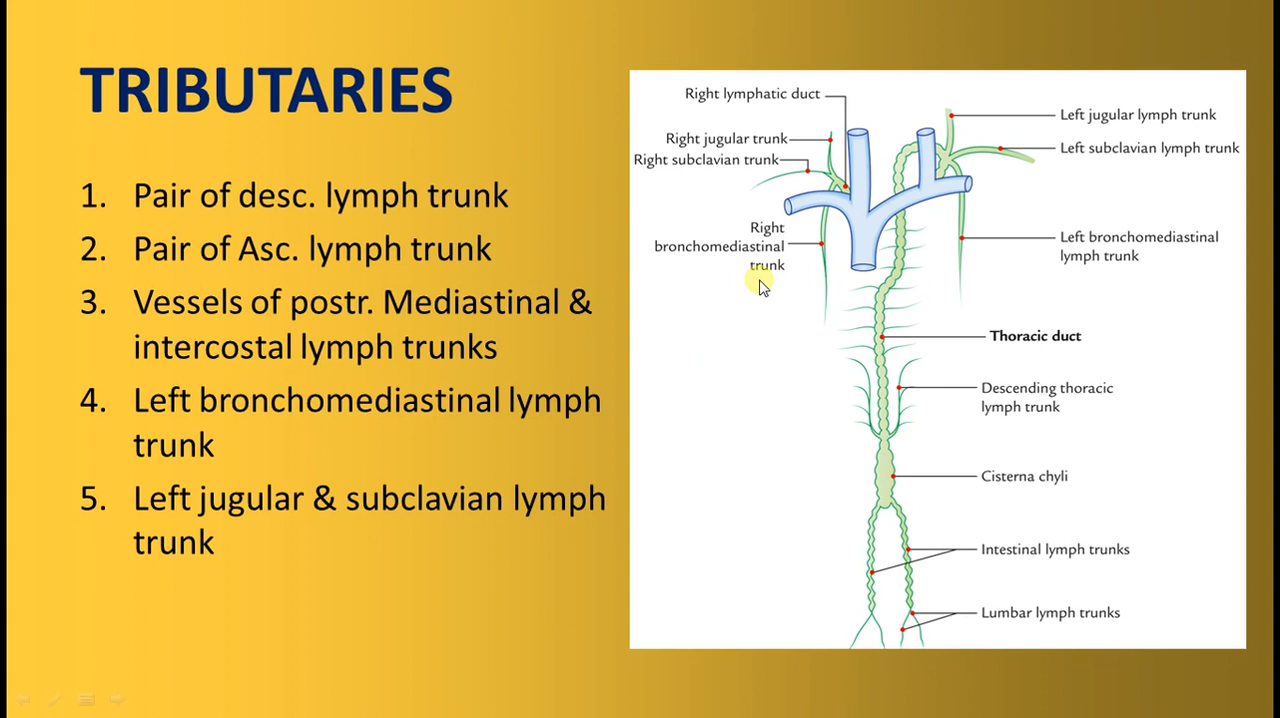 TRIBUTARIES
1. Pair of desc. lymph trunk
2. Pair of Asc. lymph trunk
3. Vessels of postr. Mediastinal &
intercostal lymph trunks
4. Left bronchomediastinal lymph
trunk
5. Left jugular & subclavian lymph
trunk
Right lymphatic duct
Right jugular trunk
Right subclavian trunk
Right
bronchomediastinal
trunk
Left jugular lymph trunk
Left subclavian lymph trunk
Left bronchomediastinal
lymph trunk
Thoracic duct
Descending thoracic
lymph trunk
Cisterna chyli
Intestinal lymph trunks
Lumbar lymph trunks